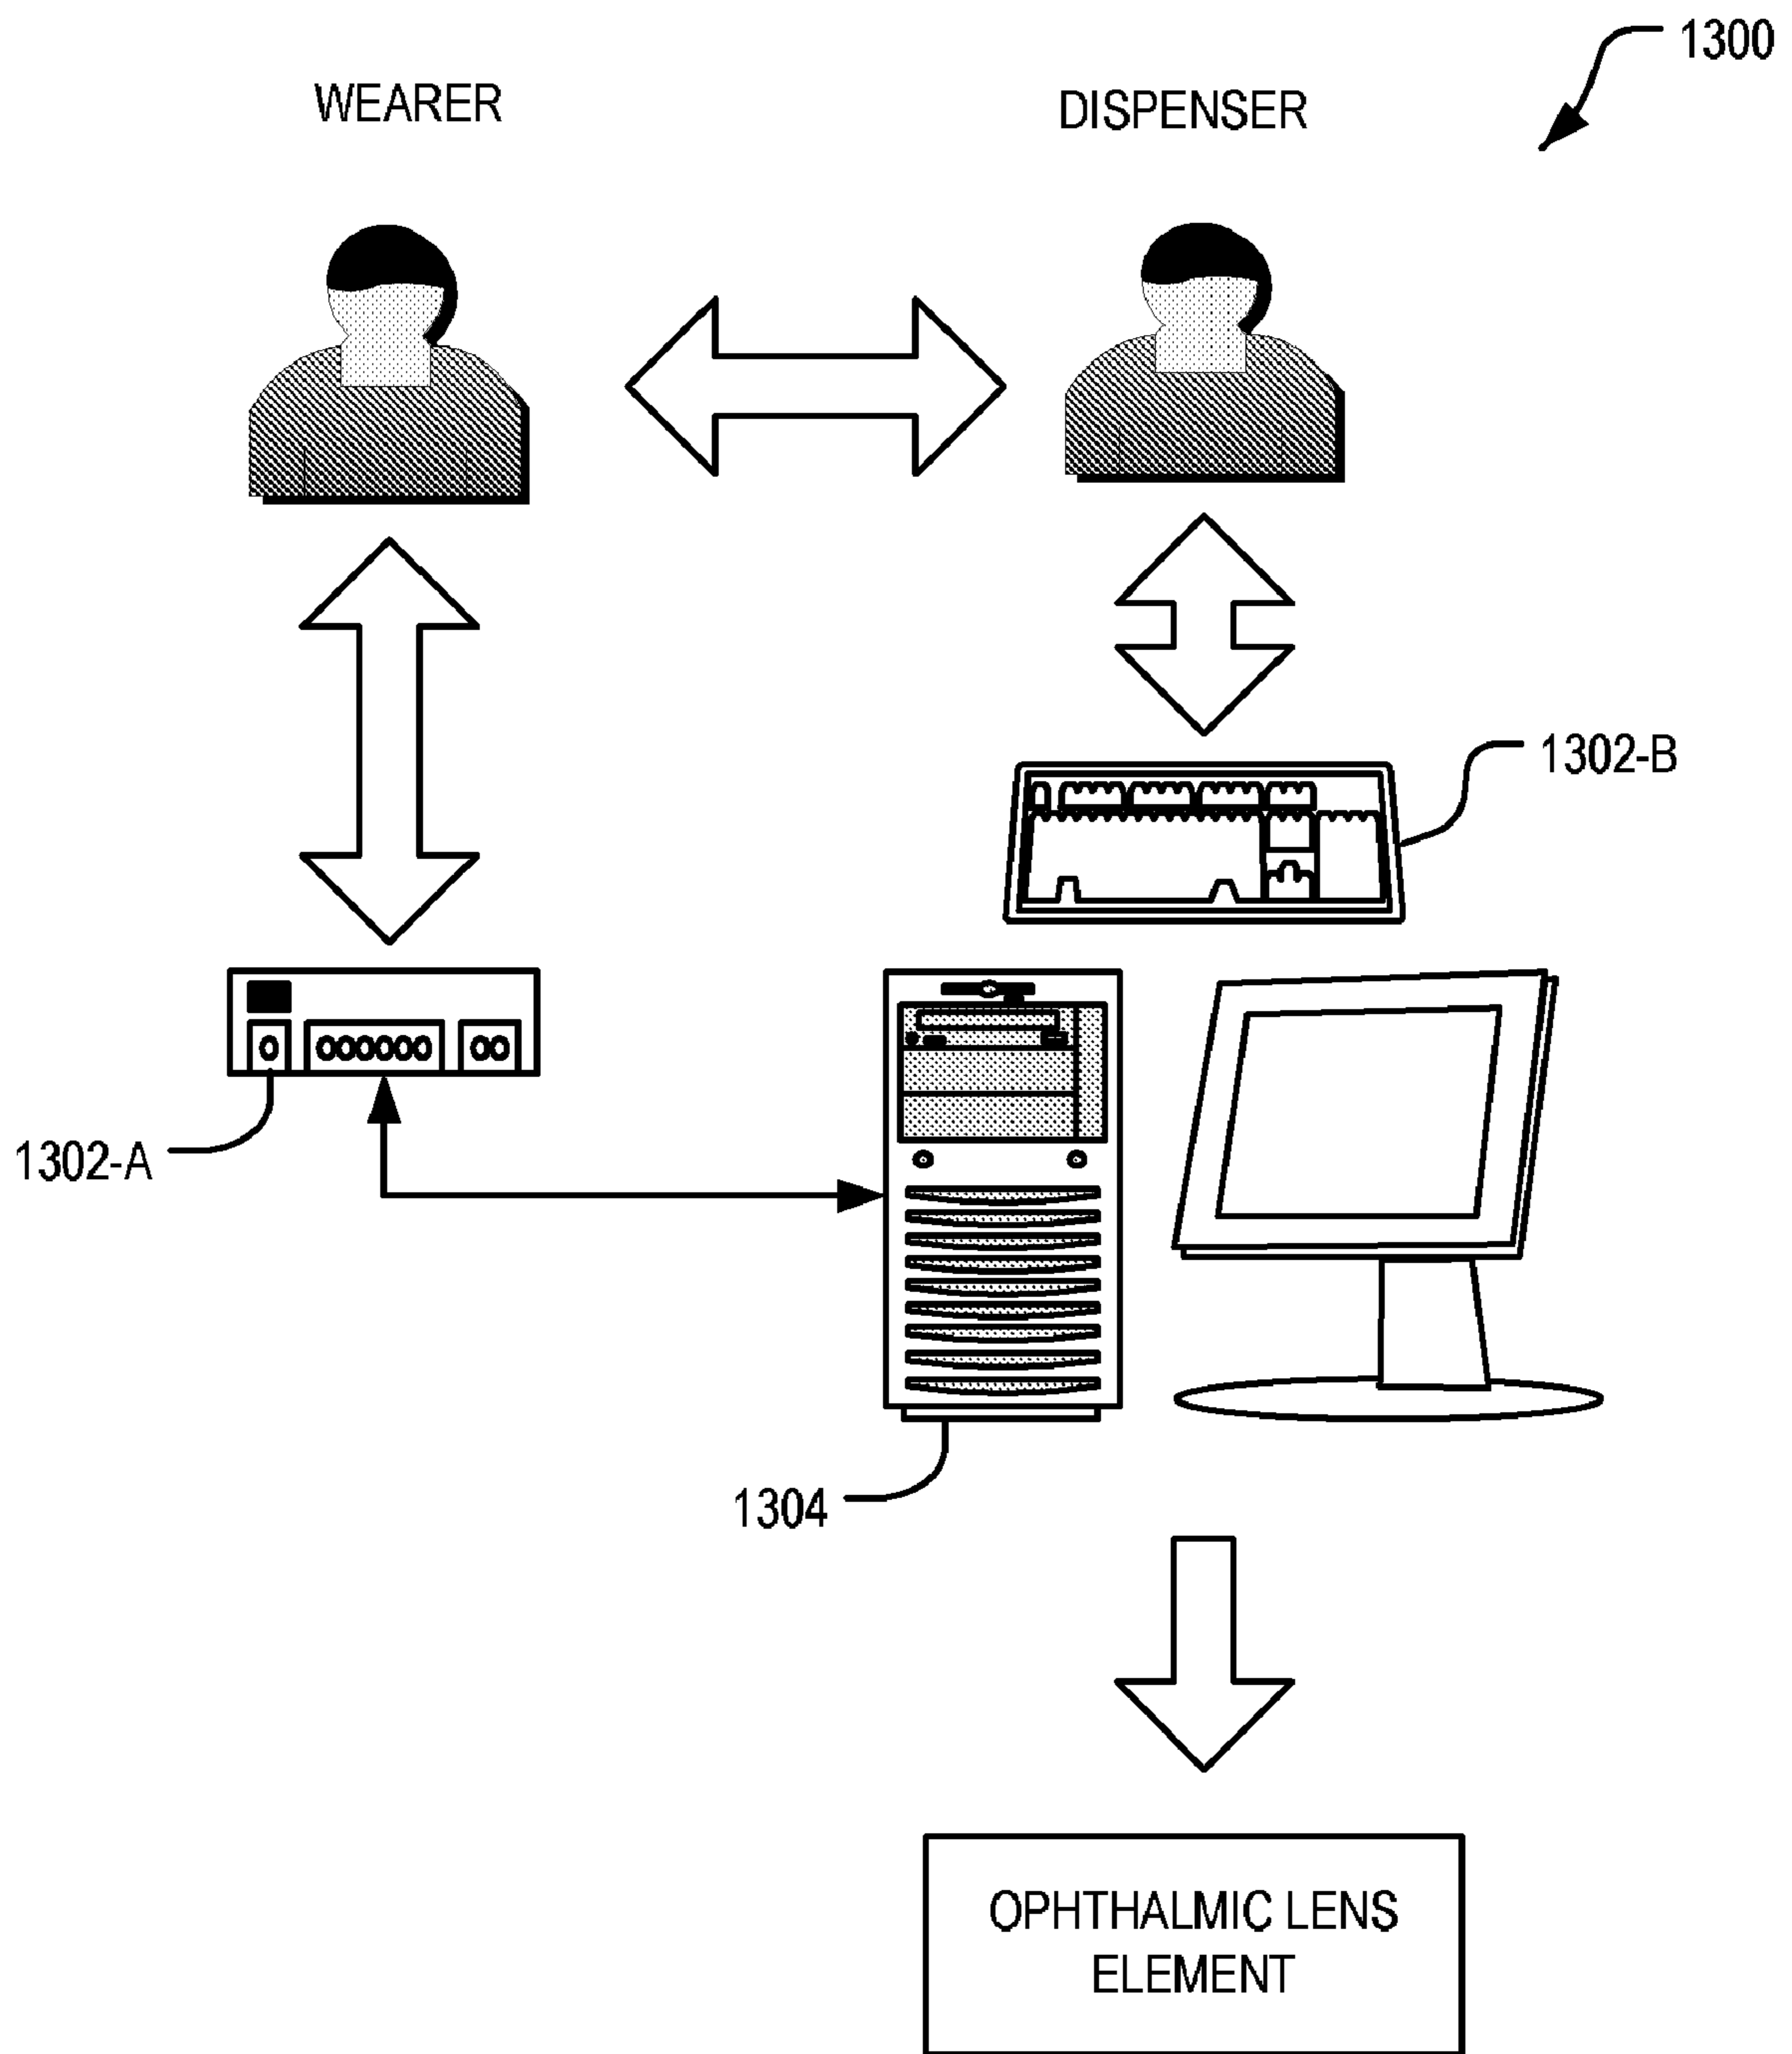 1300
WEARER
DISPENSER
1302-B
1302-A
1304
OPHTHALMIC LENS
ELEMENT